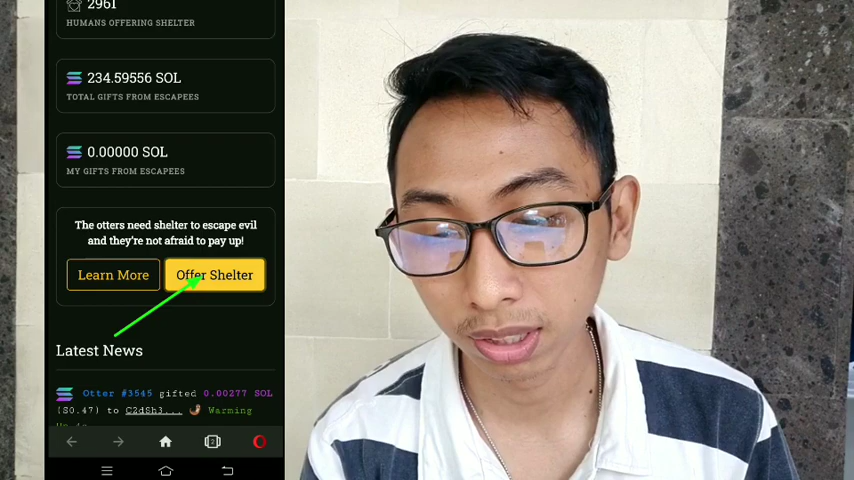 2961
HUMANS OFFERING SHELTER
234.59556 SOL
TOTAL GIFTS FROM ESCAPEES
0.00000 SOL
MY GIFTS FROM ESCAPEES
The otters need shelter to escape evil
and they're not afraid to pay up!
Learn More
Offer Shelter
Latest News
Otter #3545 gifted 0.00277 SOL
($0.47) to C2dSh3... Warming